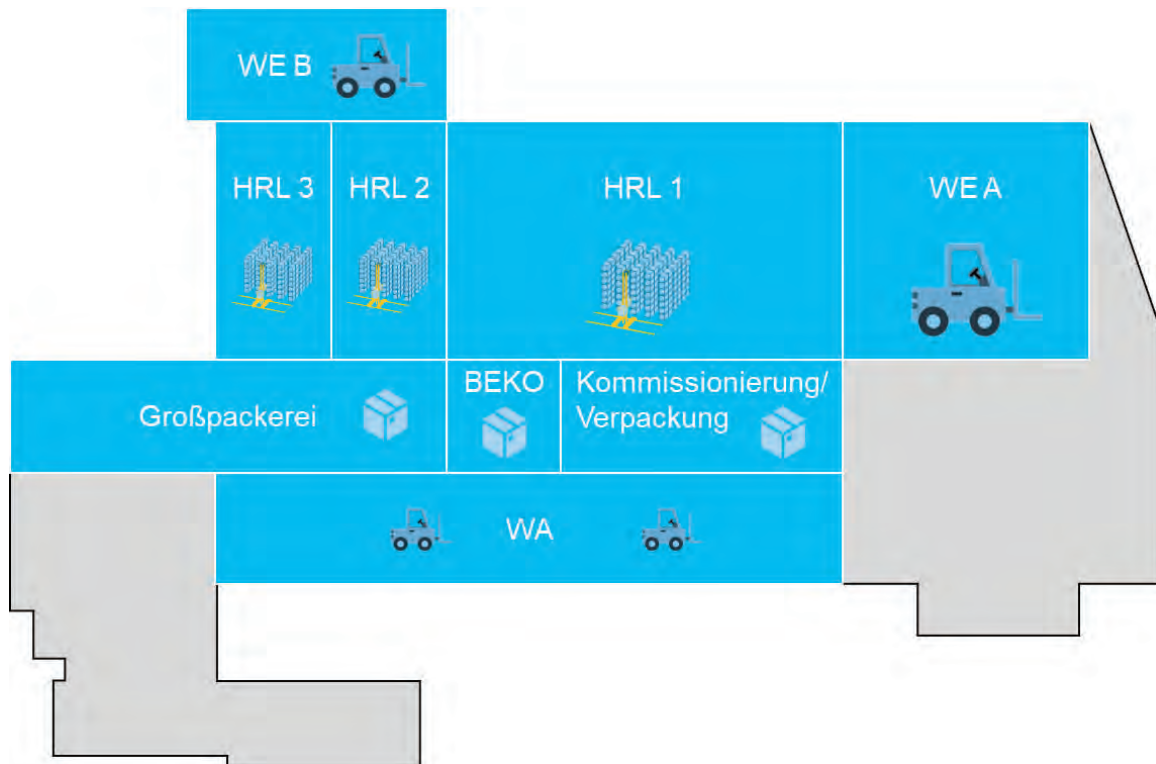 WE B
HRL 3
HRL 2
HRL 1
WE A
Großpackerei
BEKO
Kommissionierung/
Verpackung
WA